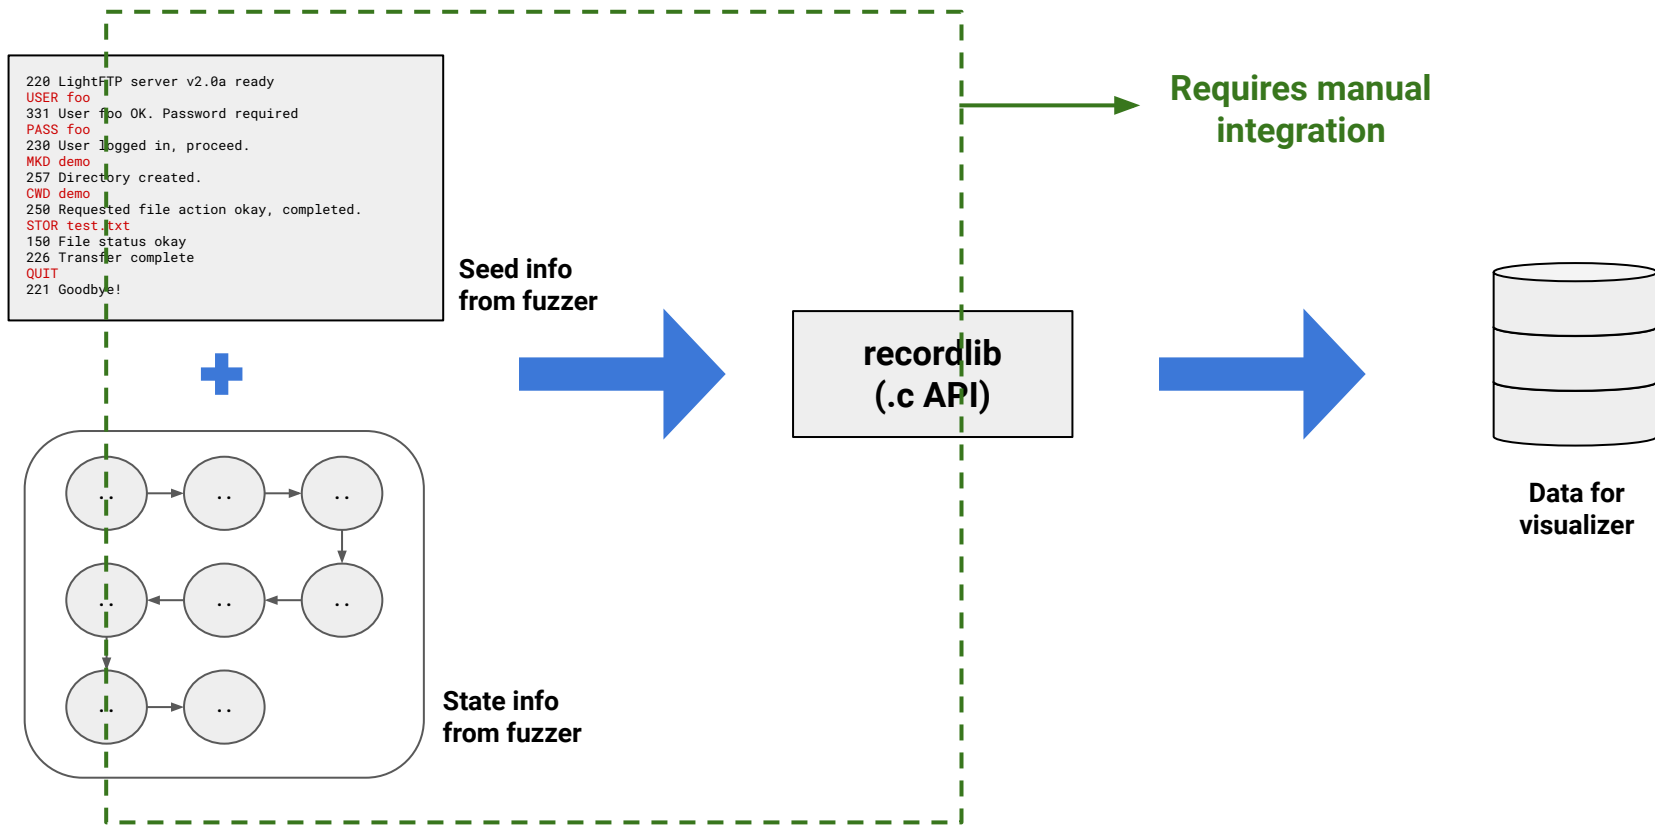 220 LightFTP server v2.0a ready
USER foo
331 User foo OK. Password required
PASS foo
230 User logged in, proceed.
MKD demo
257 Directory created.
CWD demo
250 Requested file action okay, completed.
STOR test.txt
150 File status okay
226 Transfer complete
QUIT
221 Goodbye!
Seed info
from fuzzer
Requires manual
integration
recordlib
(.c API)
Data for
visualizer
..
..
..
..
..
..
..
..
State info
from fuzzer